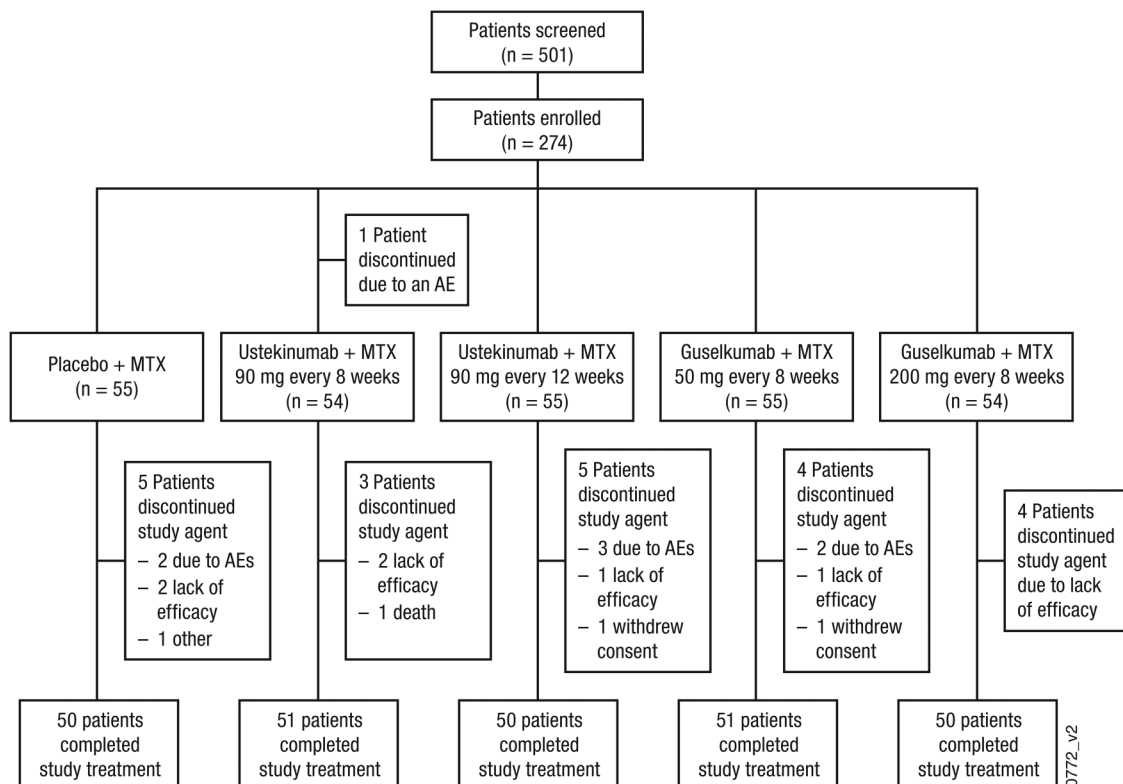 Patients screened
(n = 501)
Patients enrolled
(n = 274)
1 Patient
discontinued
due to an AE
Placebo + MTX
(n = 55)
Ustekinumab + MTX
90 mg every 8 weeks
(n = 54)
Ustekinumab + MTX
90 mg every 12 weeks
(n = 55)
Guselkumab + MTX
50 mg every 8 weeks
(n = 55)
Guselkumab + MTX
200 mg every 8 weeks
(n = 54)
5 Patients
discontinued
study agent
– 2 due to AEs
– 2 lack of
efficacy
– 1 other
3 Patients
discontinued
study agent
– 2 lack of
efficacy
– 1 death
5 Patients
discontinued
study agent
– 3 due to AEs
– 1 lack of
efficacy
– 1 withdrew
consent
4 Patients
discontinued
study agent
– 2 due to AEs
– 1 lack of
efficacy
– 1 withdrew
consent
4 Patients
discontinued
study agent
due to lack
of efficacy
50 patients
completed
study treatment
51 patients
completed
study treatment
50 patients
completed
study treatment
51 patients
completed
study treatment
50 patients
completed
study treatment
0772_v2